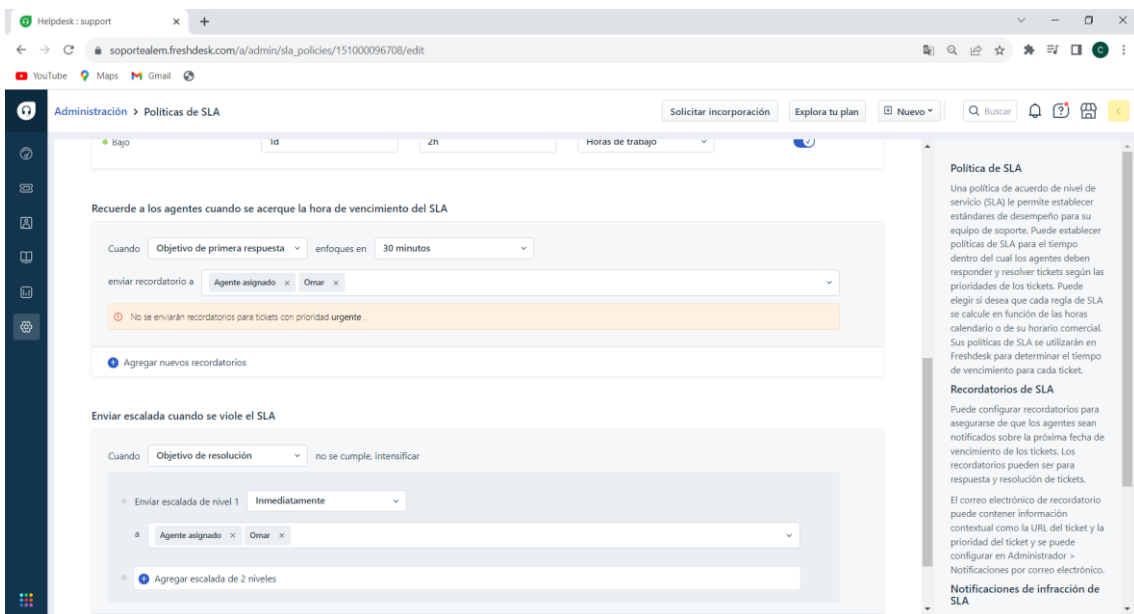 Helpdesk : support
soportealem.freshdesk.com/a/admin/sla_policies/151000096708/edit
C
YouTube Maps Gmail
Administración > Políticas de SLA
Solicitar incorporación
Explora tu plan
Nuevo
Buscar
C
Bajo 1d 2h Horas de trabajo
Recuerde a los agentes cuando se acerque la hora de vencimiento del SLA
Cuando Objetivo de primera respuesta enfoques en 30 minutos
enviar recordatorio a Agente asignado × Omar ×
No se enviarán recordatorios para tickets con prioridad urgente .
Agregar nuevos recordatorios
Enviar escalada cuando se viole el SLA
Cuando Objetivo de resolución no se cumple, intensificar
Enviar escalada de nivel 1 Inmediatamente
a Agente asignado × Omar ×
Agregar escalada de 2 niveles
Política de SLA
Una política de acuerdo de nivel de
servicio (SLA) le permite establecer
estándares de desempeño para su
equipo de soporte. Puede establecer
políticas de SLA para el tiempo
dentro del cual los agentes deben
responder y resolver tickets según las
prioridades de los tickets. Puede
elegir si desea que cada regla de SLA
se calcule en función de las horas
calendario o de su horario comercial.
Sus políticas de SLA se utilizarán en
Freshdesk para determinar el tiempo
de vencimiento para cada ticket.
Recordatorios de SLA
Puede configurar recordatorios para
asegurarse de que los agentes sean
notificados sobre la próxima fecha de
vencimiento de los tickets. Los
recordatorios pueden ser para
respuesta y resolución de tickets.
El correo electrónico de recordatorio
puede contener información
contextual como la URL del ticket y la
prioridad del ticket y se puede
configurar en Administrador >
Notificaciones por correo electrónico.
Notificaciones de infracción de
SLA